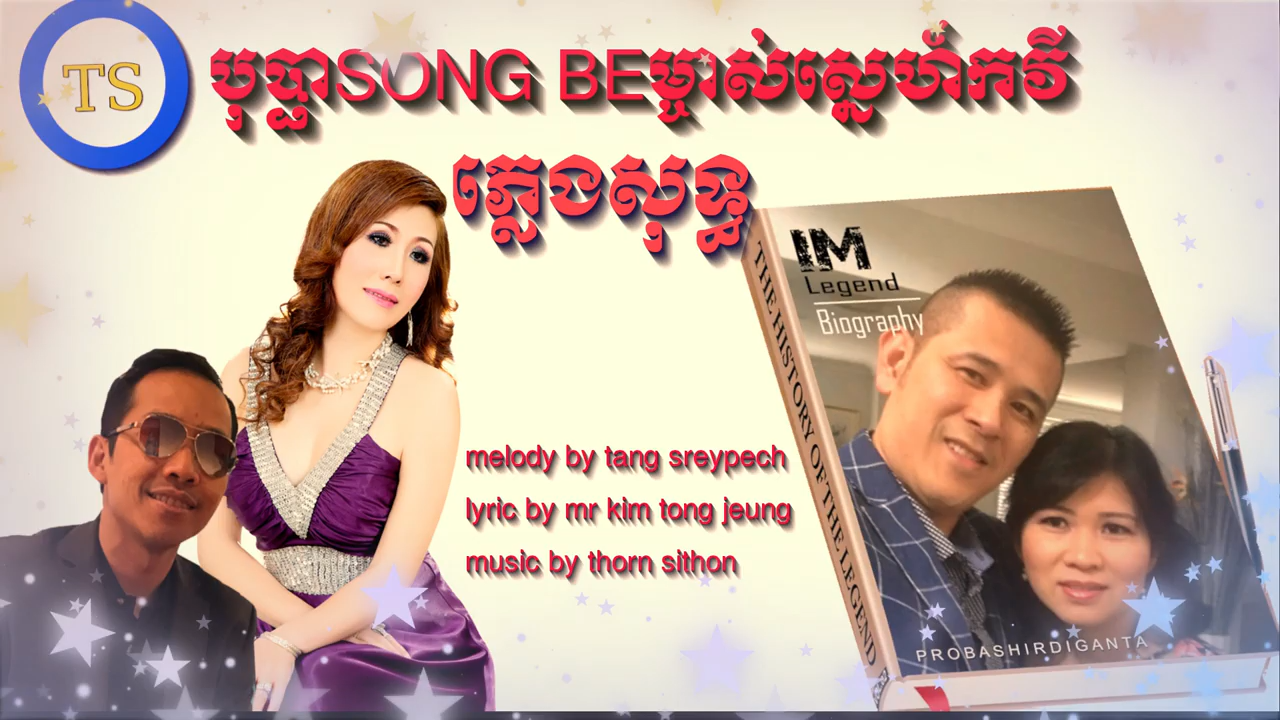 TS
បុប្ផាSONG BEម្ចាស់ស្នេហ៍កវី
ភ្លេងសុទ្ធ
IM
Legend
Biography
THE HISTORY OF THE LEGEND
melody by tang sreypech
lyric by mr kim tong jeung
music by thorn sithon
PROBASHIRDIGANTA